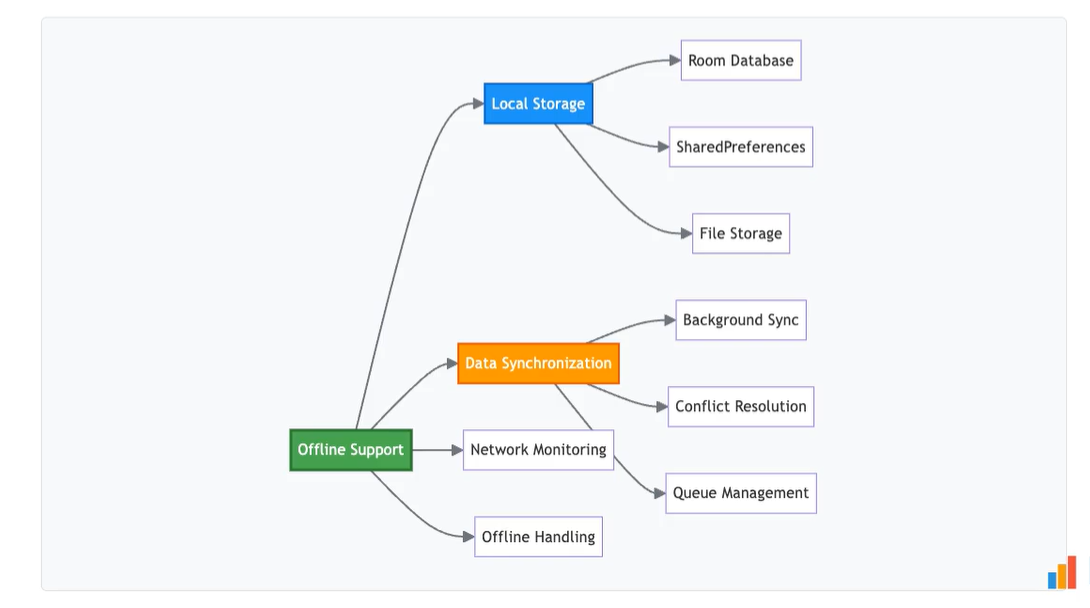 Room Database
Local Storage
SharedPreferences
File Storage
Background Sync
Data Synchronization
Conflict Resolution
Offline Support
Network Monitoring
Queue Management
Offline Handling